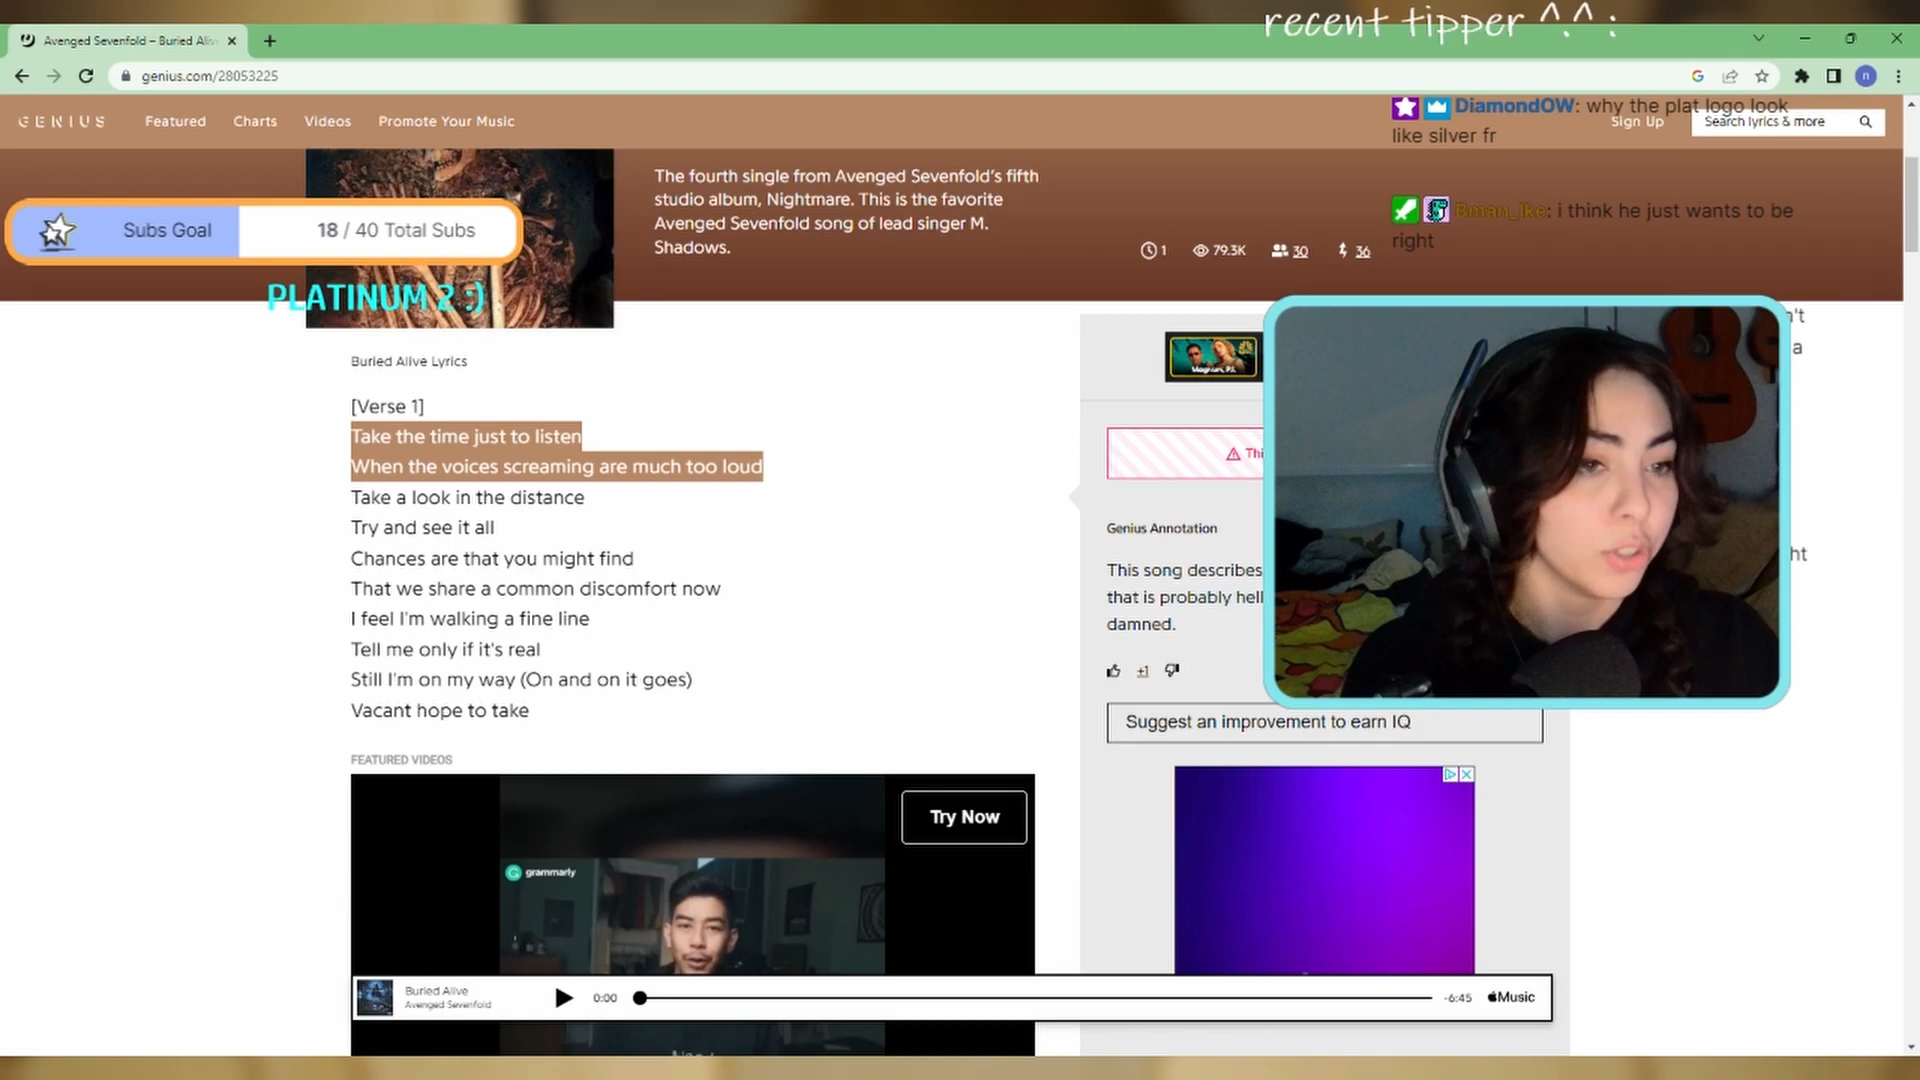 recent tipper ^.^ :
Avenged Sevenfold – Buried Aliv
genius.com/28053225
n
GENIUS
Featured
Charts
Videos
Promote Your Music
Sign Up
Search lyrics & more
DiamondOW: why the plat logo look
like silver fr
Bman_Ike: i think he just wants to be
right
The fourth single from Avenged Sevenfold's fifth
studio album, Nightmare. This is the favorite
Avenged Sevenfold song of lead singer M.
Shadows.
1
79.3K
30
36
Subs Goal
18 / 40 Total Subs
PLATINUM 2 :)
Buried Alive Lyrics
[Verse 1]
Take the time just to listen
When the voices screaming are much too loud
Take a look in the distance
Try and see it all
Chances are that you might find
That we share a common discomfort now
I feel I'm walking a fine line
Tell me only if it's real
Still I'm on my way (On and on it goes)
Vacant hope to take
FEATURED VIDEOS
Try Now
grammarly
Magnum, P.I.
Thi
Genius Annotation
This song describes
that is probably hell
damned.
+1
Suggest an improvement to earn IQ
Buried Alive
Avenged Sevenfold
0:00
-6:45
Music